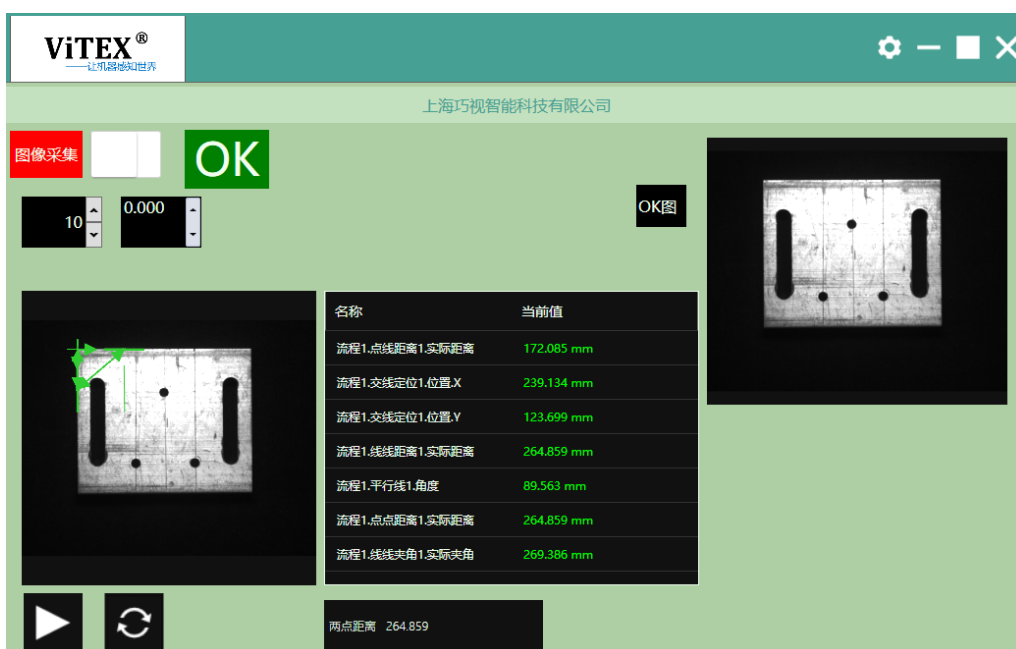 ViTEX®
——让机器感知世界
上海巧视智能科技有限公司
图像采集
OK
10
0.000
OK图
名称 当前值
流程1.点线距离1.实际距离 172.085 mm
流程1.交线定位1.位置.X 239.134 mm
流程1.交线定位1.位置.Y 123.699 mm
流程1.线线距离1.实际距离 264.859 mm
流程1.平行线1.角度 89.563 mm
流程1.点点距离1.实际距离 264.859 mm
流程1.线线夹角1.实际夹角 269.386 mm
两点距离 264.859